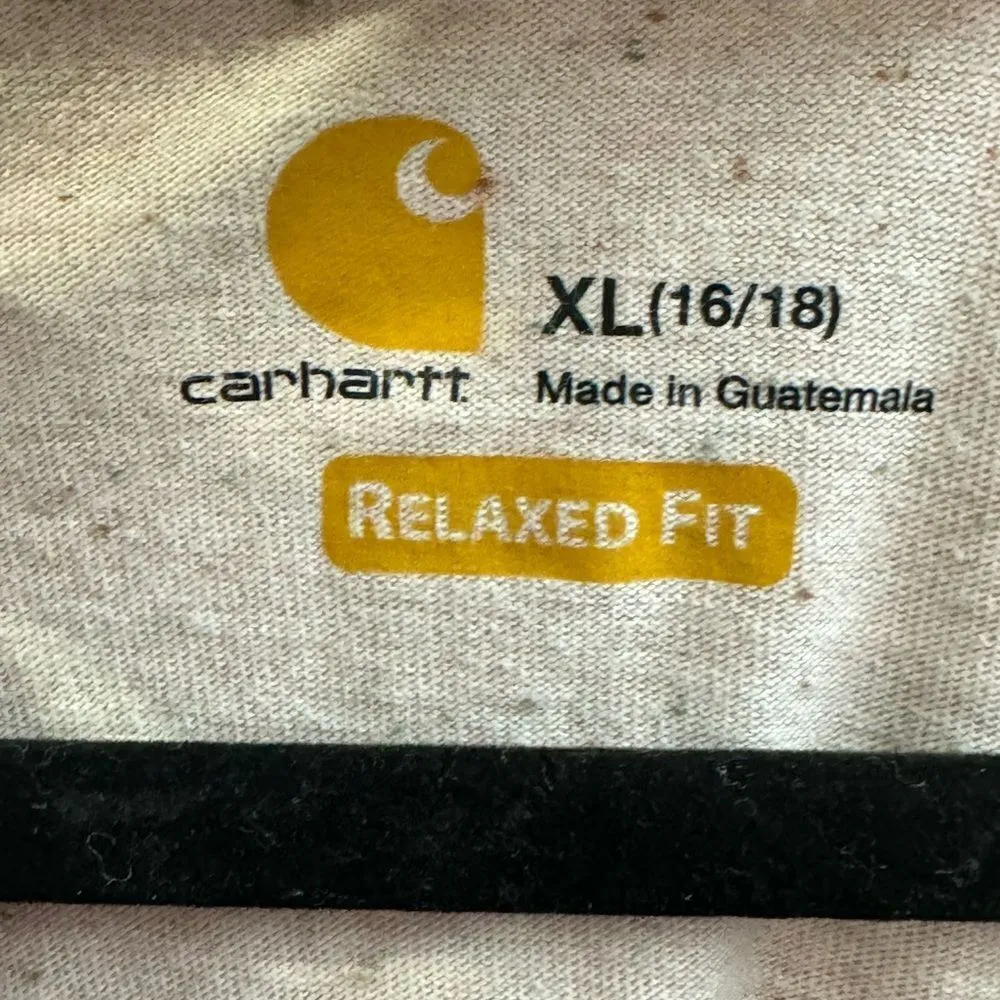 XL(16/18)
carhartt
Made in Guatemala
RELAXED FIT